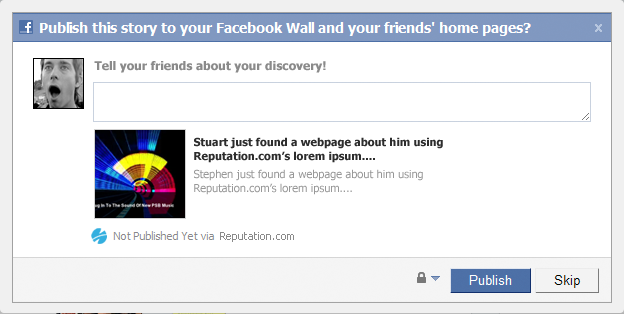 f Publish this story to your Facebook Wall and your friends' home pages? x
Tell your friends about your discovery!
Stuart just found a webpage about him using
Reputation.com's lorem ipsum....
Stephen just found a webpage about him using
Reputation.com's lorem ipsum....
ug In To The Sound Of New PSB Music
Not Published Yet via Reputation.com
Publish Skip